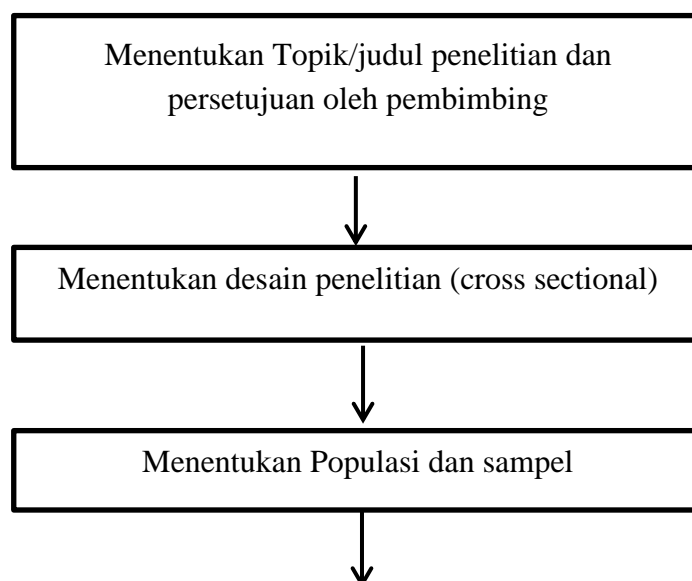 Menentukan Topik/judul penelitian dan
persetujuan oleh pembimbing
Menentukan desain penelitian (cross sectional)
Menentukan Populasi dan sampel